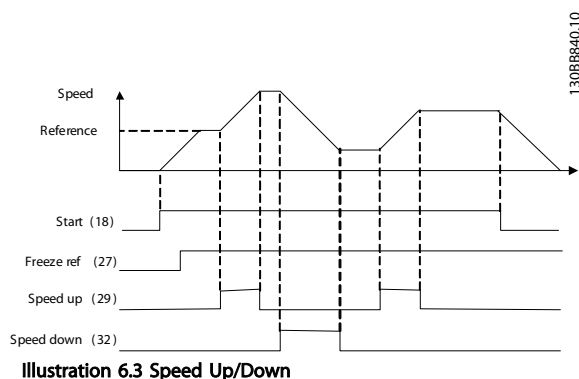 130BB840.10
Speed
Reference
Start (18)
Freeze ref (27)
Speed up (29)
Speed down (32)
Illustration 6.3 Speed Up/Down